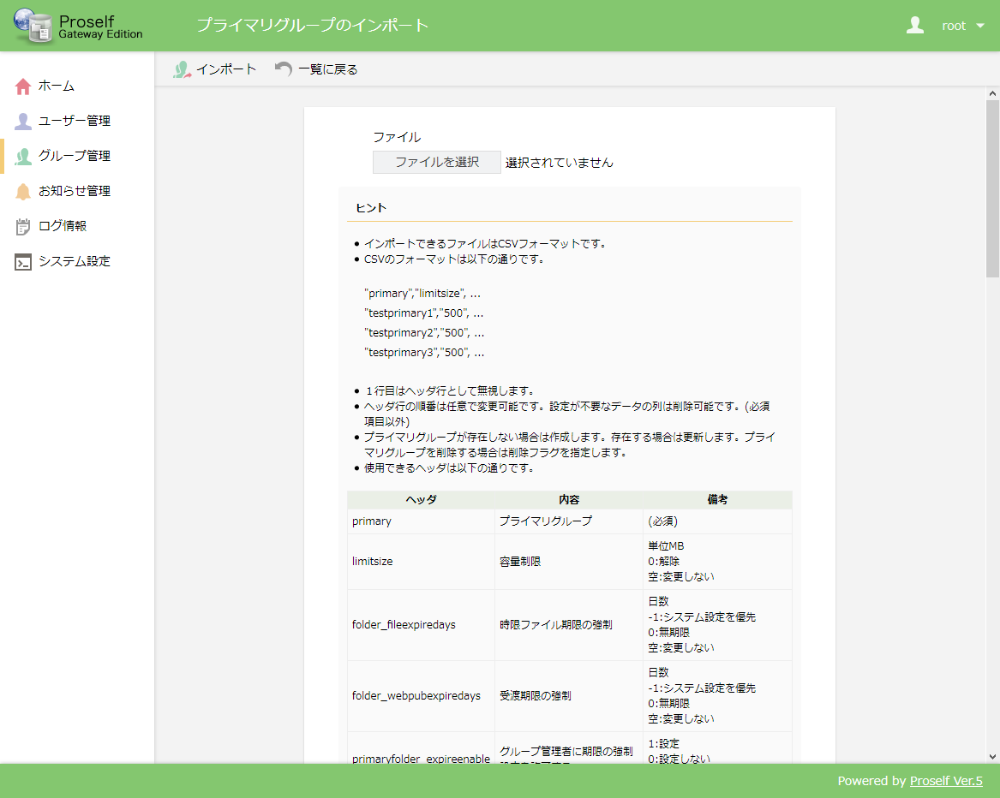 Proself
Gateway Edition
プライマリグループのインポート
root
インポート
一覧に戻る
ホーム
ユーザー管理
グループ管理
お知らせ管理
ログ情報
システム設定
ファイル
ファイルを選択 選択されていません
ヒント
● インポートできるファイルはCSVフォーマットです。
● CSVのフォーマットは以下の通りです。
"primary","limitsize", ...
"testprimary1","500", ...
"testprimary2","500", ...
"testprimary3","500", ...
● １行目はヘッダ行として無視します。
● ヘッダ行の順番は任意で変更可能です。設定が不要なデータの列は削除可能です。(必須
項目以外)
● プライマリグループが存在しない場合は作成します。存在する場合は更新します。プライ
マリグループを削除する場合は削除フラグを指定します。
● 使用できるヘッダは以下の通りです。
ヘッダ 内容 備考
primary プライマリグループ (必須)
limitsize 容量制限 単位MB
0:解除
空:変更しない
folder_fileexpiredays 時限ファイル期限の強制 日数
-1:システム設定を優先
0:無期限
空:変更しない
folder_webpubexpiredays 受渡期限の強制 日数
-1:システム設定を優先
0:無期限
空:変更しない
primaryfolder_expireenable グループ管理者に期限の強制 1:設定
0:設定しない
Powered by Proself Ver.5